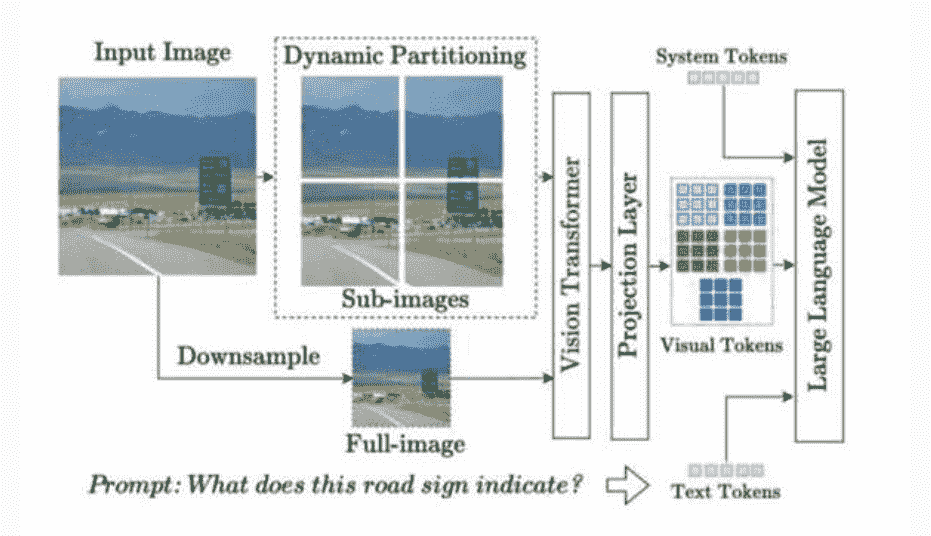 Input Image
Dynamic Partitioning
System Tokens
Sub-images
Vision Transformer
Projection Layer
Visual Tokens
Large Language Model
Downsample
Full-image
Prompt: What does this road sign indicate?
Text Tokens